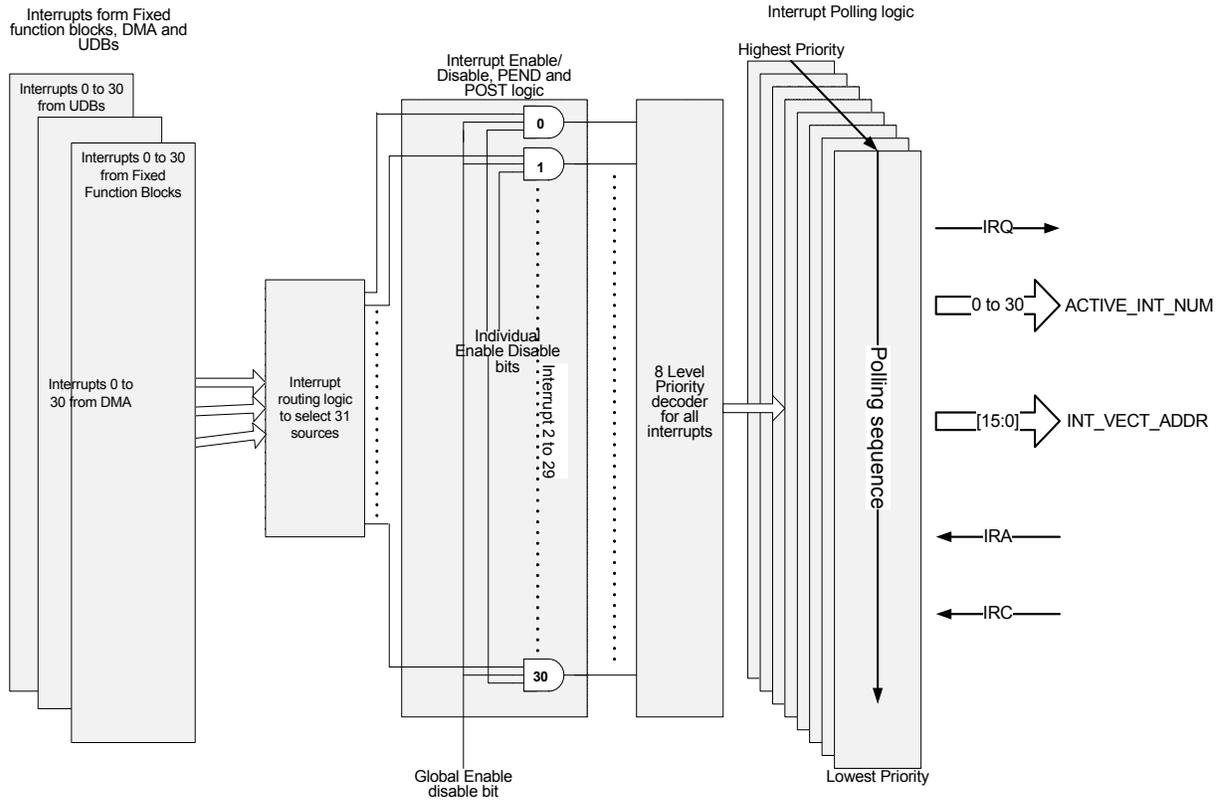 Interrupts form Fixed
function blocks, DMA and
UDBs
Interrupts 0 to 30
from UDBs
Interrupts 0 to 30
from Fixed
Function Blocks
Interrupts 0 to
30 from DMA
Interrupt
routing logic
to select 31
sources
Interrupt Enable/
Disable, PEND and
POST logic
0
1
Individual
Enable Disable
bits
Interrupt 2 to 29
30
Global Enable
disable bit
8 Level
Priority
decoder
for all
interrupts
Interrupt Polling logic
Highest Priority
Polling sequence
Lowest Priority
IRQ
0 to 30
ACTIVE_INT_NUM
[15:0]
INT_VECT_ADDR
IRA
IRC